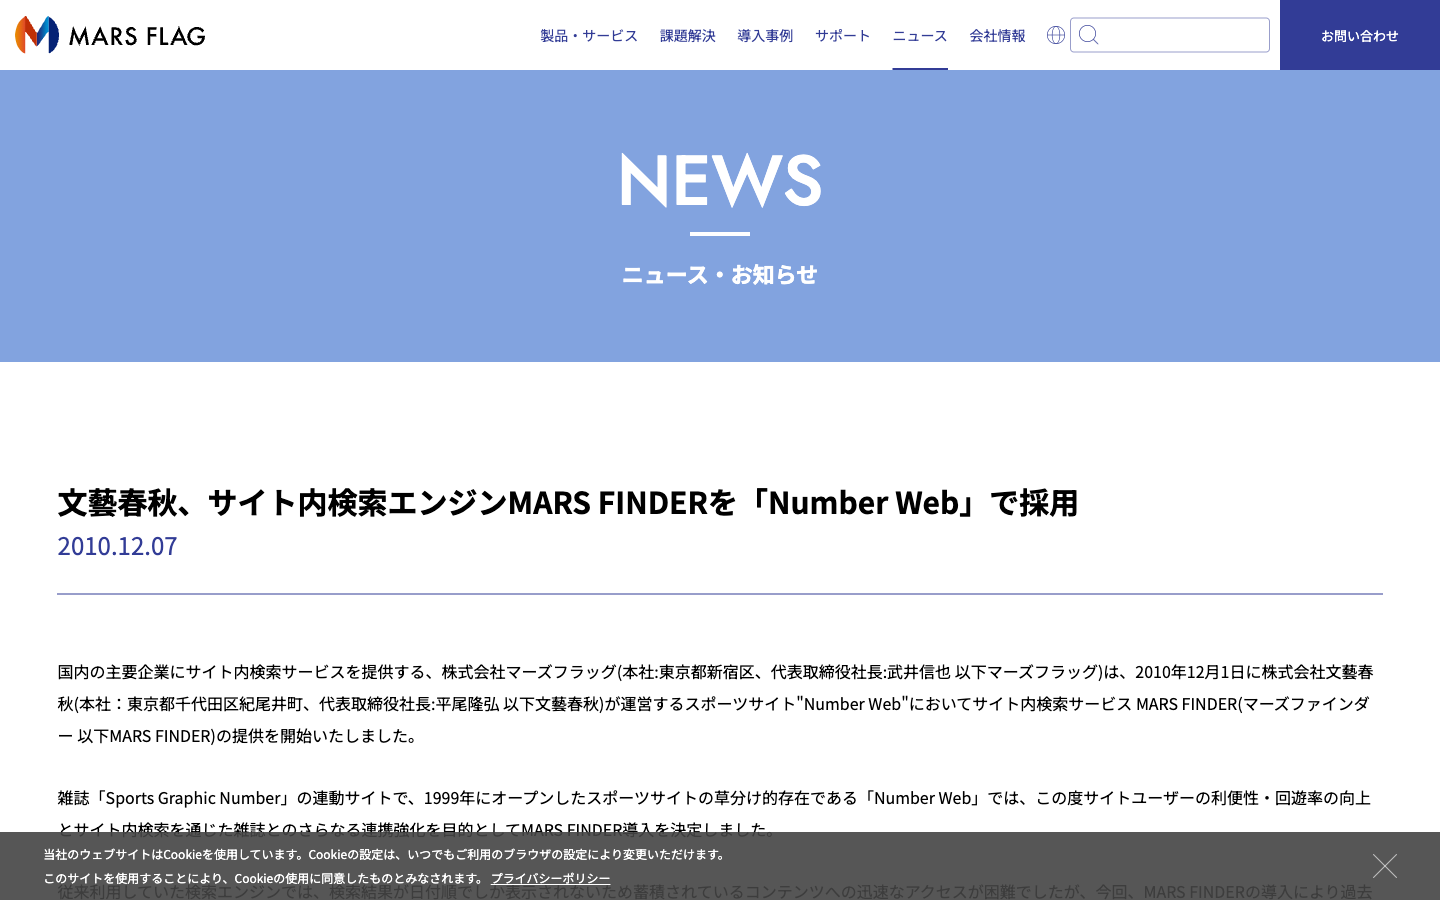 MARS FLAG
製品・サービス
課題解決
導入事例
サポート
ニュース
会社情報
お問い合わせ
NEWS
ニュース・お知らせ
文藝春秋、サイト内検索エンジンMARS FINDERを「Number Web」で採用
2010.12.07
国内の主要企業にサイト内検索サービスを提供する、株式会社マーズフラッグ(本社:東京都新宿区、代表取締役社長:武井信也 以下マーズフラッグ)は、2010年12月1日に株式会社文藝春
秋(本社：東京都千代田区紀尾井町、代表取締役社長:平尾隆弘 以下文藝春秋)が運営するスポーツサイト"Number Web"においてサイト内検索サービス MARS FINDER(マーズファインダ
ー 以下MARS FINDER)の提供を開始いたしました。
雑誌「Sports Graphic Number」の連動サイトで、1999年にオープンしたスポーツサイトの草分け的存在である「Number Web」では、この度サイトユーザーの利便性・回遊率の向上
とサイト内検索を通じた雑誌とのさらなる連携強化を目的としてMARS FINDER導入を決定しました。
当社のウェブサイトはCookieを使用しています。Cookieの設定は、いつでもご利用のブラウザの設定により変更いただけます。
このサイトを使用することにより、Cookieの使用に同意したものとみなされます。 プライバシーポリシー
従来利用していた検索エンジンでは、検索結果が日付順でしか表示されないため蓄積されているコンテンツへの迅速なアクセスが困難でしたが、今回、MARS FINDERの導入により過去